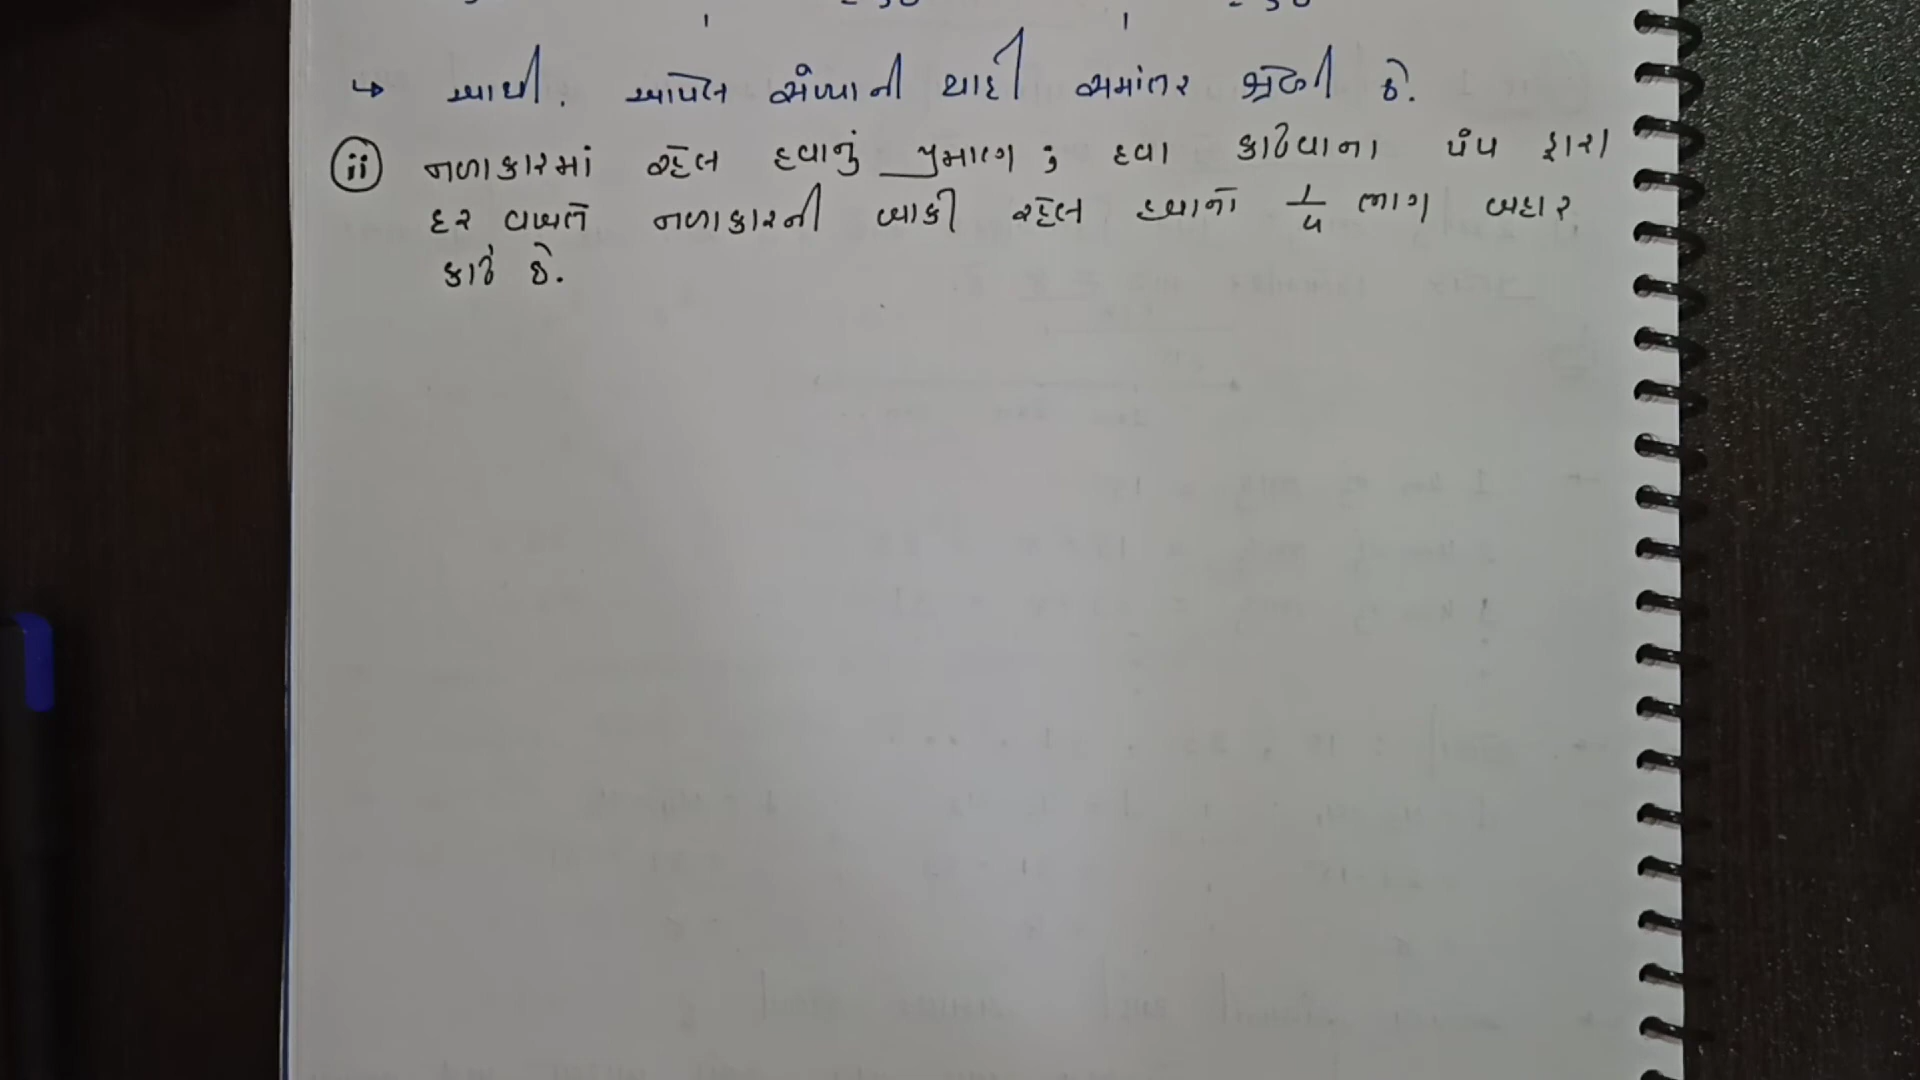 ↳ આથી. આપેલ સંખ્યાની યાદી સમાંતર શ્રેણી છે.
(ii) નળાકારમાં રહેલ હવાનું પ્રમાણ ; હવા કાઢવાના પંપ દ્વારા
દર વખતે નળાકારની બાકી રહેલ હવાનો 1/4 ભાગ બહાર
કાઢે છે.